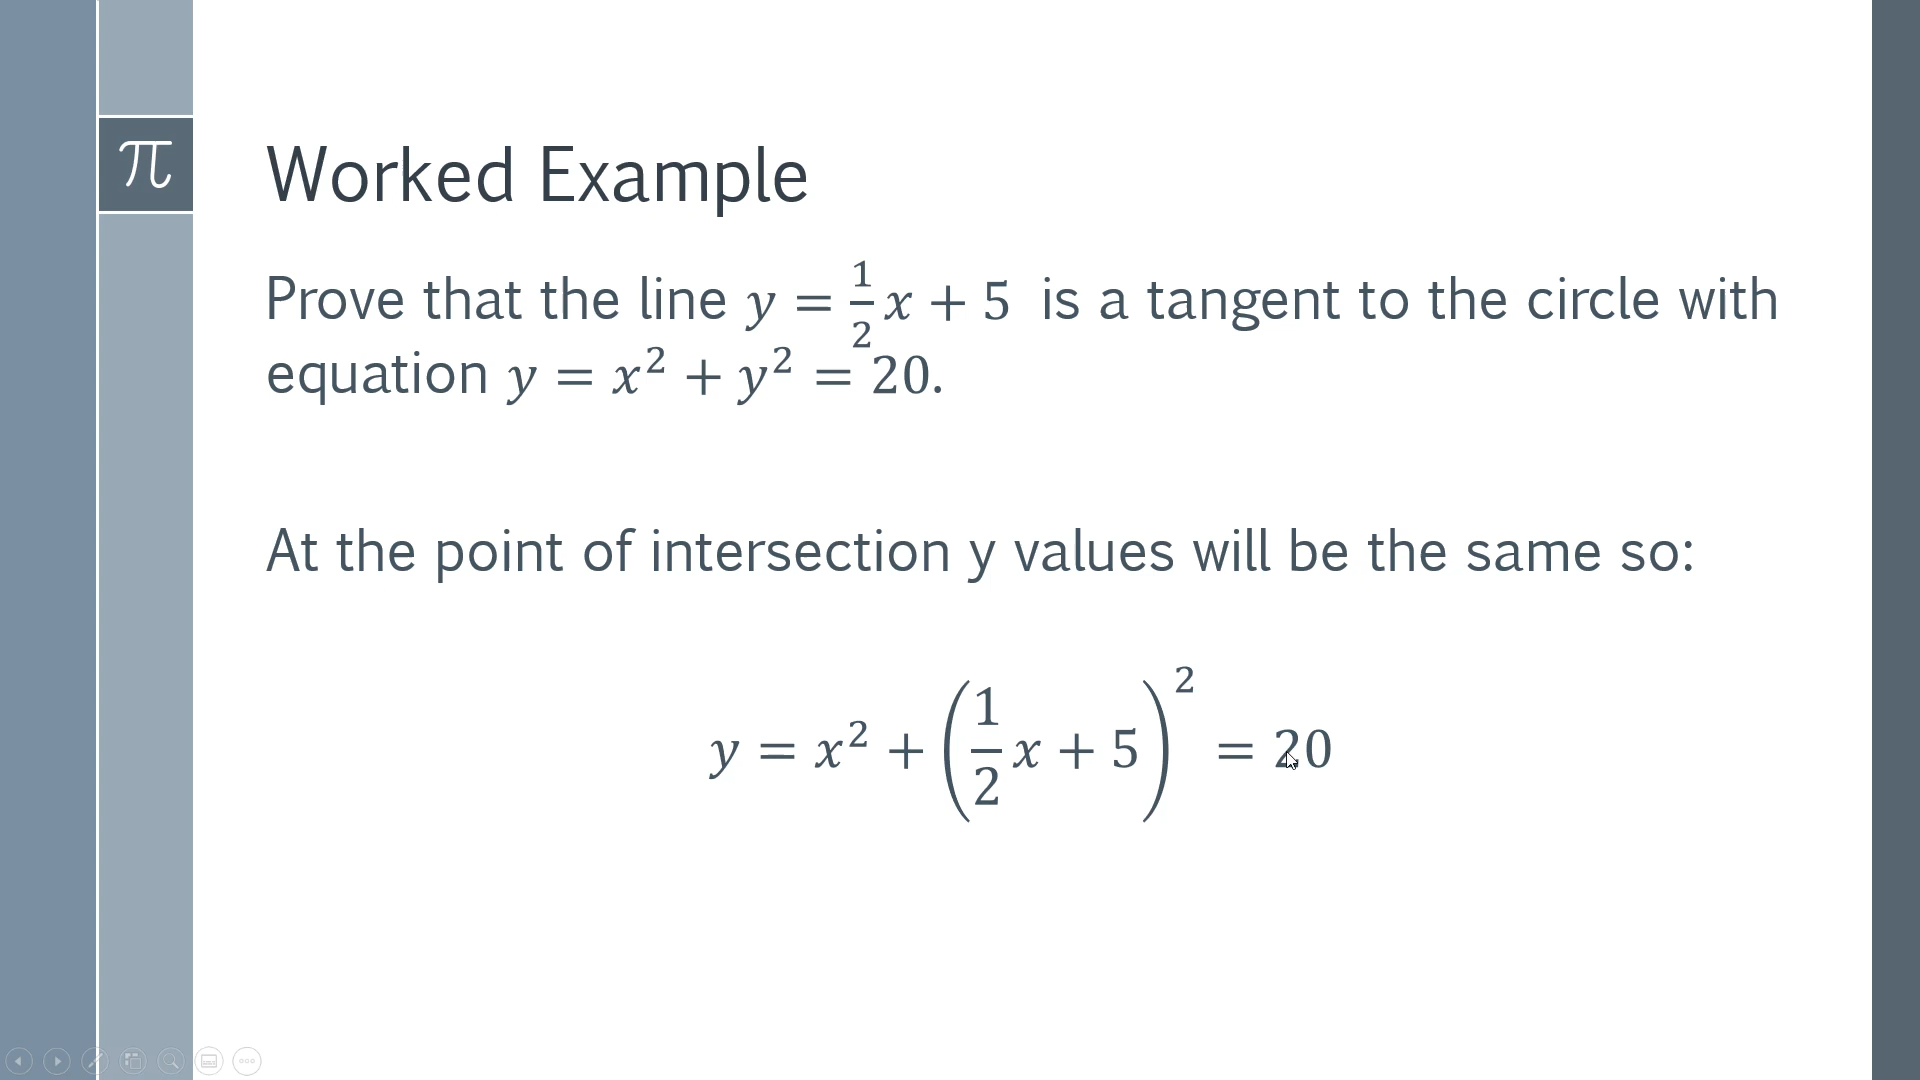 π
Worked Example
Prove that the line y = 1/2 x + 5 is a tangent to the circle with
equation y = x² + y² = 20.
At the point of intersection y values will be the same so:
y = x² + (1/2 x + 5)² = 20